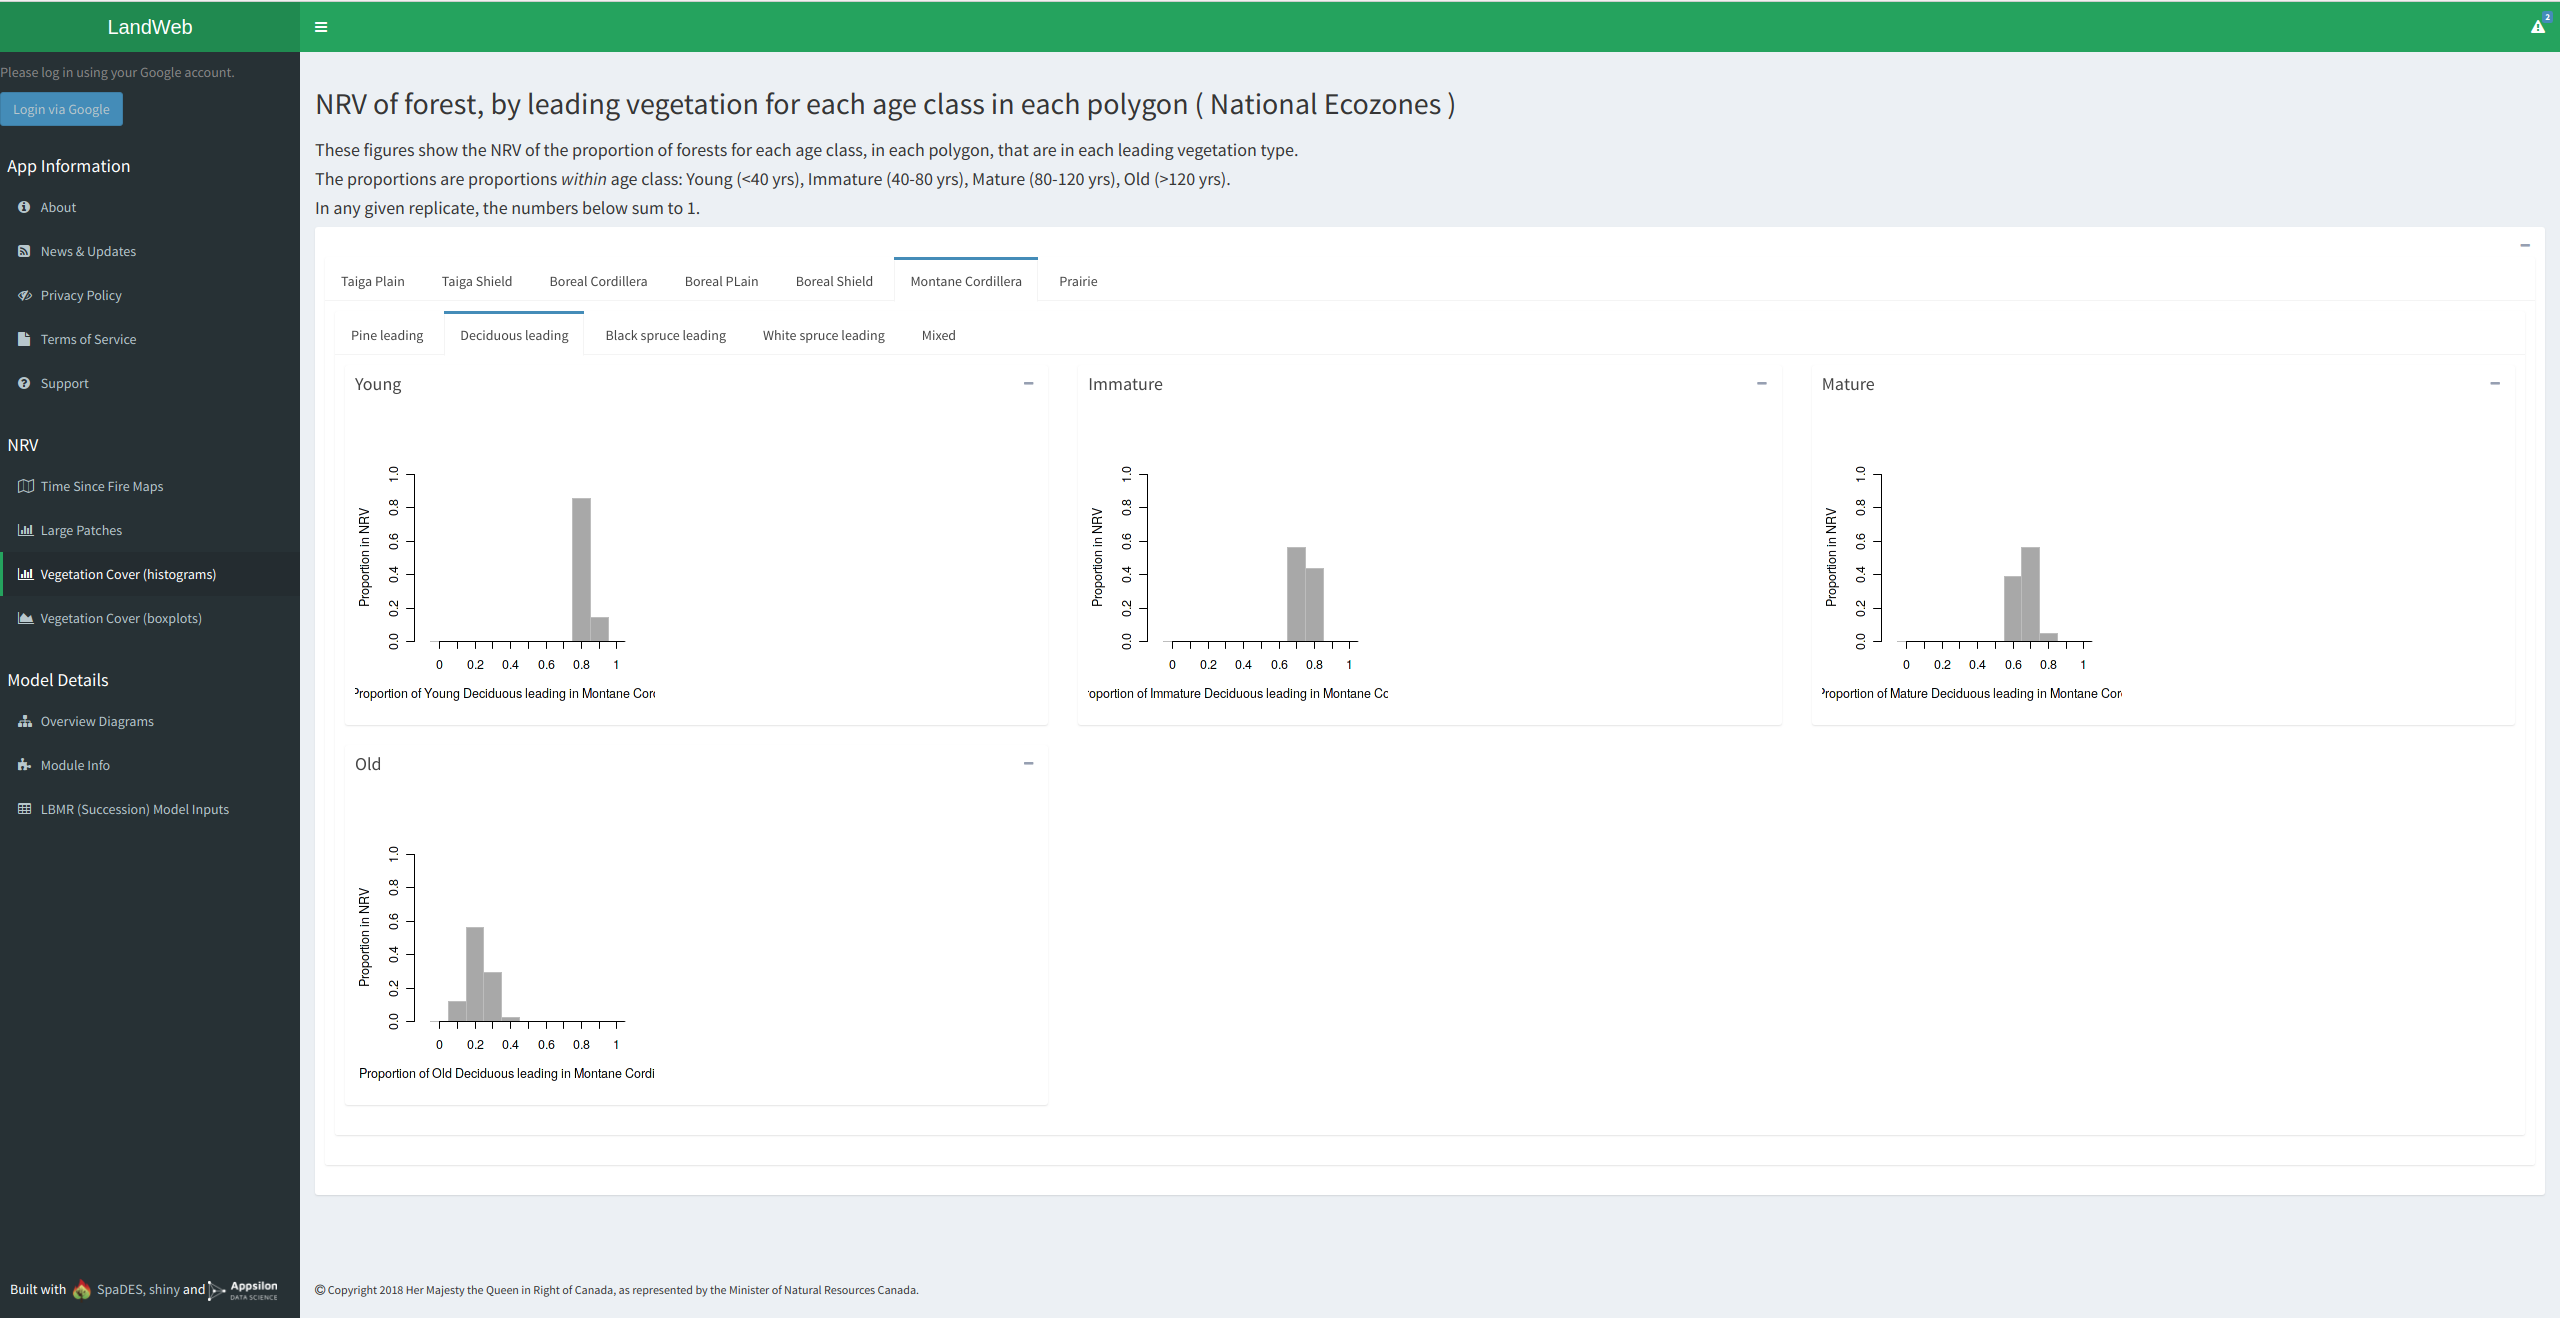 LandWeb
2
Please log in using your Google account.
Login via Google
App Information
About
News & Updates
Privacy Policy
Terms of Service
Support
NRV
Time Since Fire Maps
Large Patches
Vegetation Cover (histograms)
Vegetation Cover (boxplots)
Model Details
Overview Diagrams
Module Info
LBMR (Succession) Model Inputs
Built with SpaDES, shiny and Appsilon
DATA SCIENCE
NRV of forest, by leading vegetation for each age class in each polygon ( National Ecozones )
These figures show the NRV of the proportion of forests for each age class, in each polygon, that are in each leading vegetation type.
The proportions are proportions within age class: Young (<40 yrs), Immature (40-80 yrs), Mature (80-120 yrs), Old (>120 yrs).
In any given replicate, the numbers below sum to 1.
Taiga Plain Taiga Shield Boreal Cordillera Boreal PLain Boreal Shield Montane Cordillera Prairie
Pine leading Deciduous leading Black spruce leading White spruce leading Mixed
Young
Proportion in NRV
0.0 0.2 0.4 0.6 0.8 1.0
0 0.2 0.4 0.6 0.8 1
Proportion of Young Deciduous leading in Montane Cord
Immature
Proportion in NRV
0.0 0.2 0.4 0.6 0.8 1.0
0 0.2 0.4 0.6 0.8 1
roportion of Immature Deciduous leading in Montane Co
Mature
Proportion in NRV
0.0 0.2 0.4 0.6 0.8 1.0
0 0.2 0.4 0.6 0.8 1
Proportion of Mature Deciduous leading in Montane Cor
Old
Proportion in NRV
0.0 0.2 0.4 0.6 0.8 1.0
0 0.2 0.4 0.6 0.8 1
Proportion of Old Deciduous leading in Montane Cordi
© Copyright 2018 Her Majesty the Queen in Right of Canada, as represented by the Minister of Natural Resources Canada.